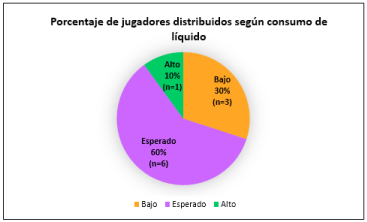 Porcentaje de jugadores distribuidos según consumo de
líquido
Alto
10%
(n=1)
Bajo
30%
(n=3)
Esperado
60%
(n=6)
Bajo Esperado Alto